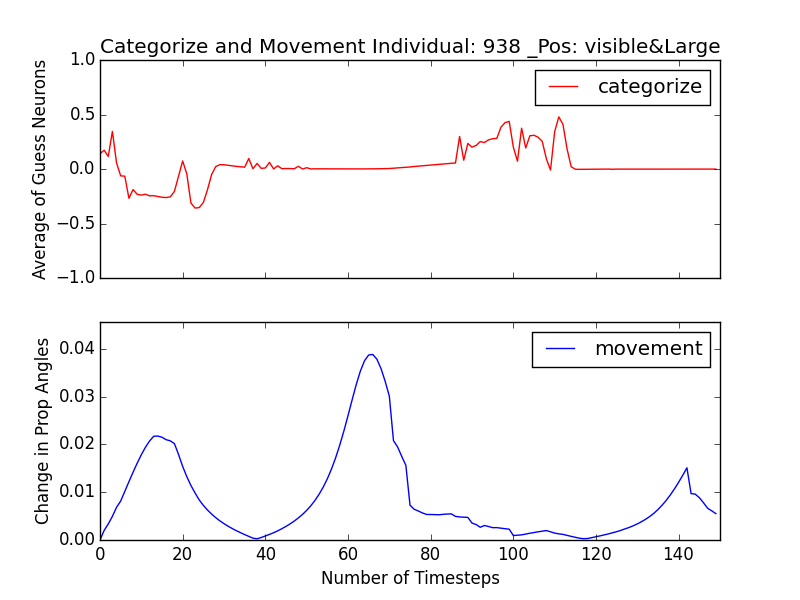 Categorize and Movement Individual: 938 _Pos: visible&Large
1.0
0.5
0.0
−0.5
−1.0
Average of Guess Neurons
categorize
0.04
0.03
0.02
0.01
0.00
Change in Prop Angles
movement
0 20 40 60 80 100 120 140
Number of Timesteps